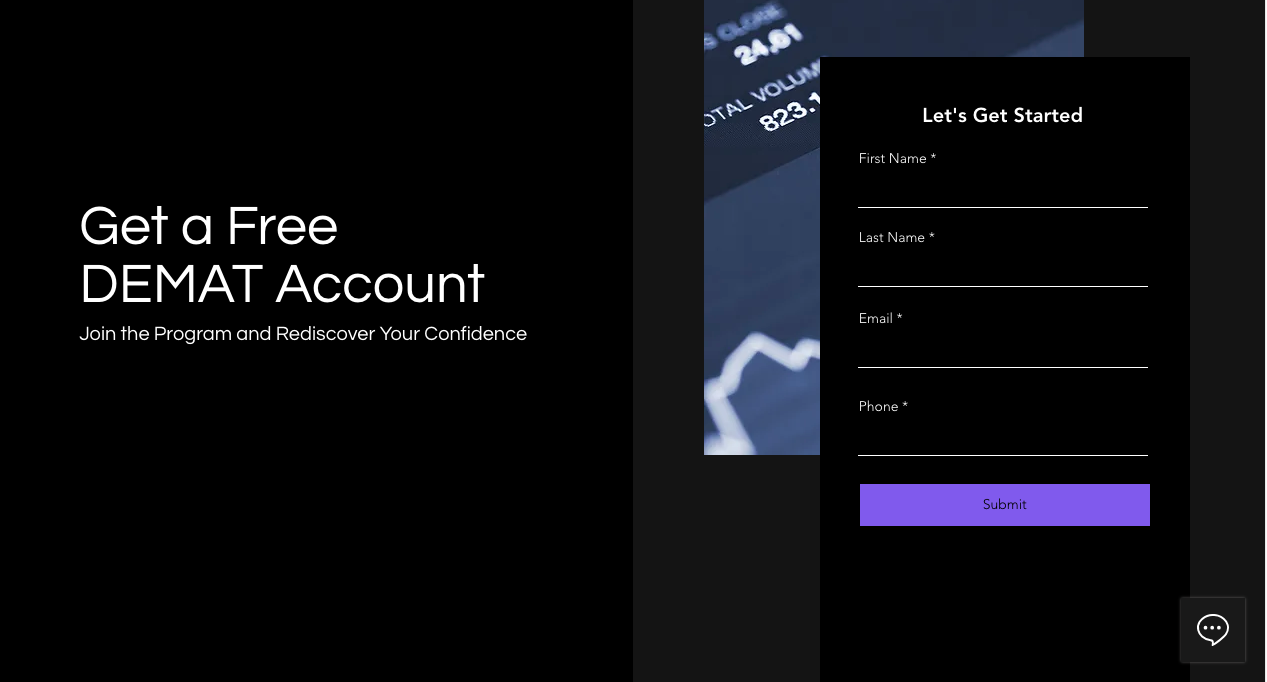 Get a Free
DEMAT Account
Join the Program and Rediscover Your Confidence
CLOSE
24,01
TOTAL VOLUM
823.1
Let's Get Started
First Name *
Last Name *
Email *
Phone *
Submit